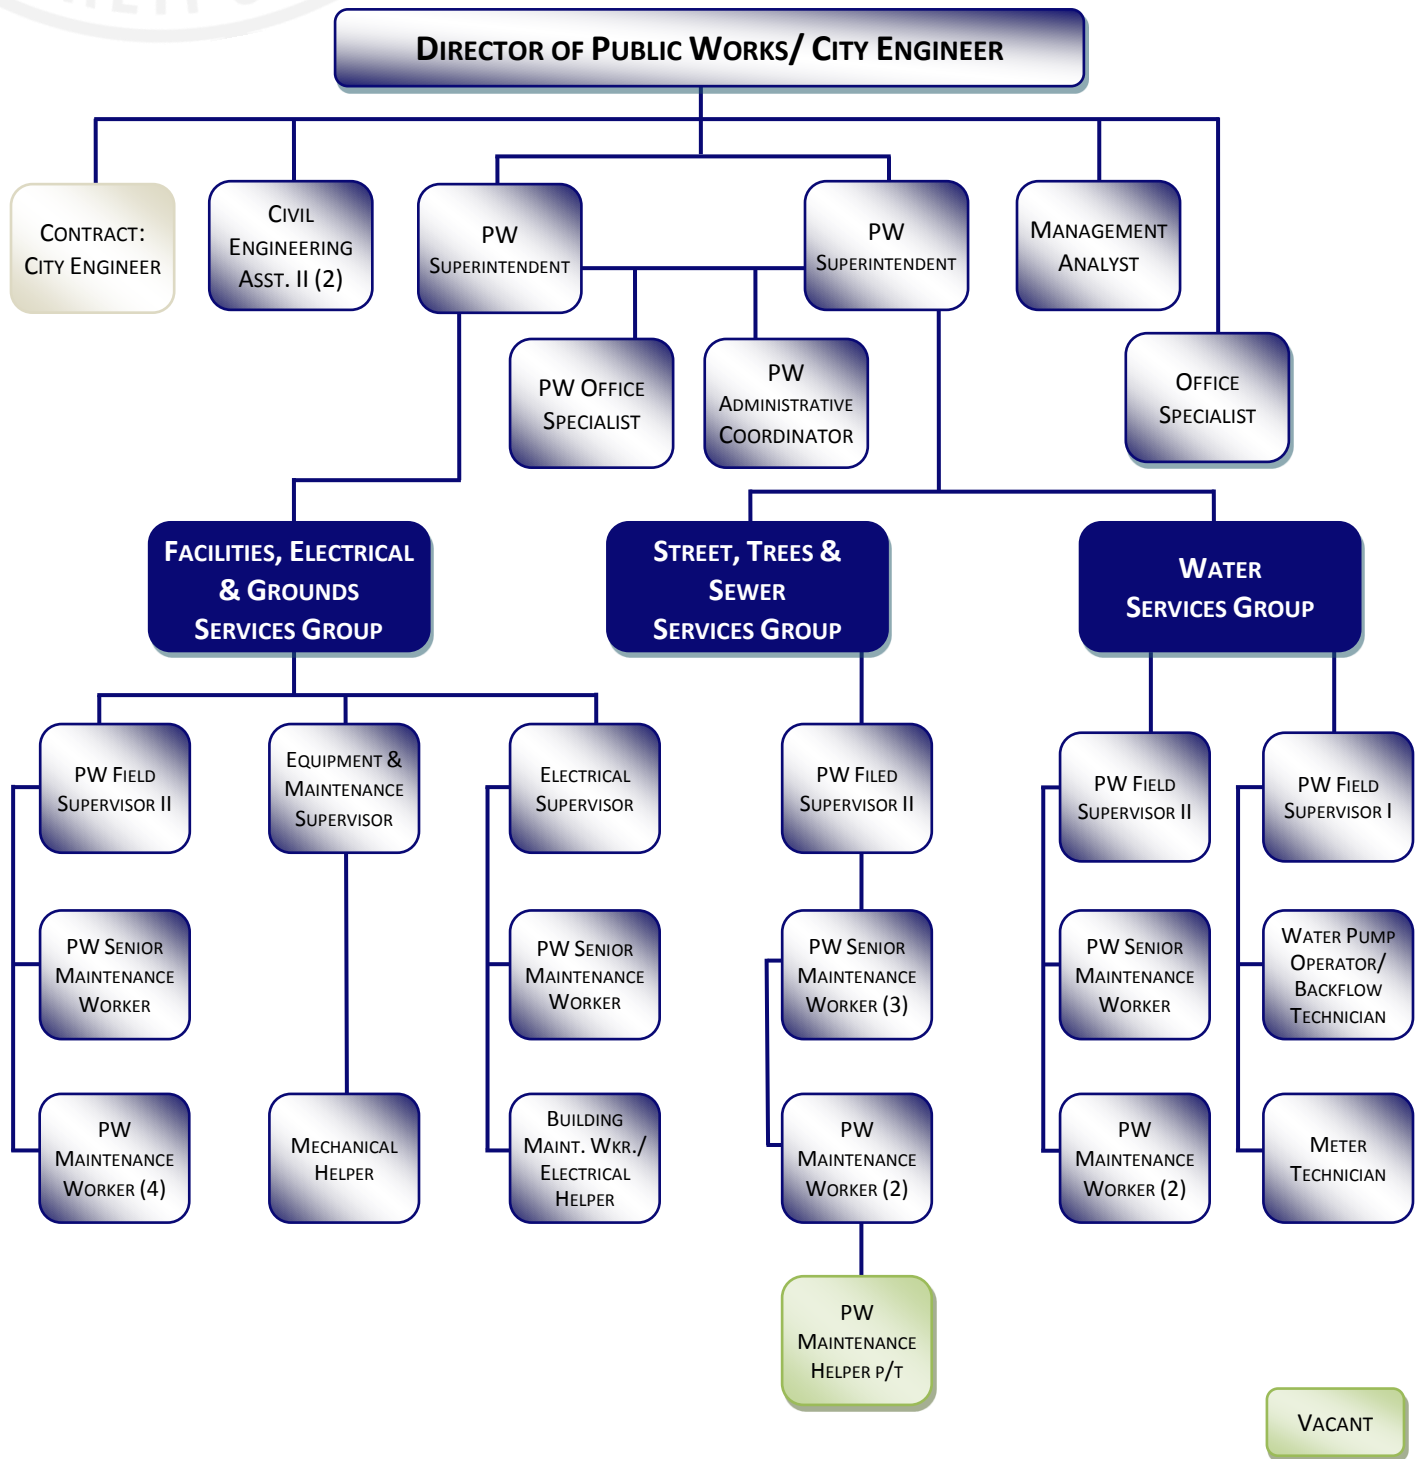 DIRECTOR OF PUBLIC WORKS/ CITY ENGINEER
CONTRACT:
CITY ENGINEER
CIVIL
ENGINEERING
ASST. II (2)
PW
SUPERINTENDENT
PW
SUPERINTENDENT
MANAGEMENT
ANALYST
PW OFFICE
SPECIALIST
PW
ADMINISTRATIVE
COORDINATOR
OFFICE
SPECIALIST
FACILITIES, ELECTRICAL
& GROUNDS
SERVICES GROUP
STREET, TREES &
SEWER
SERVICES GROUP
WATER
SERVICES GROUP
PW FIELD
SUPERVISOR II
EQUIPMENT &
MAINTENANCE
SUPERVISOR
ELECTRICAL
SUPERVISOR
PW FILED
SUPERVISOR II
PW FIELD
SUPERVISOR II
PW FIELD
SUPERVISOR I
PW SENIOR
MAINTENANCE
WORKER
PW SENIOR
MAINTENANCE
WORKER
PW SENIOR
MAINTENANCE
WORKER (3)
PW SENIOR
MAINTENANCE
WORKER
WATER PUMP
OPERATOR/
BACKFLOW
TECHNICIAN
PW
MAINTENANCE
WORKER (4)
MECHANICAL
HELPER
BUILDING
MAINT. WKR./
ELECTRICAL
HELPER
PW
MAINTENANCE
WORKER (2)
PW
MAINTENANCE
WORKER (2)
METER
TECHNICIAN
PW
MAINTENANCE
HELPER P/T
VACANT